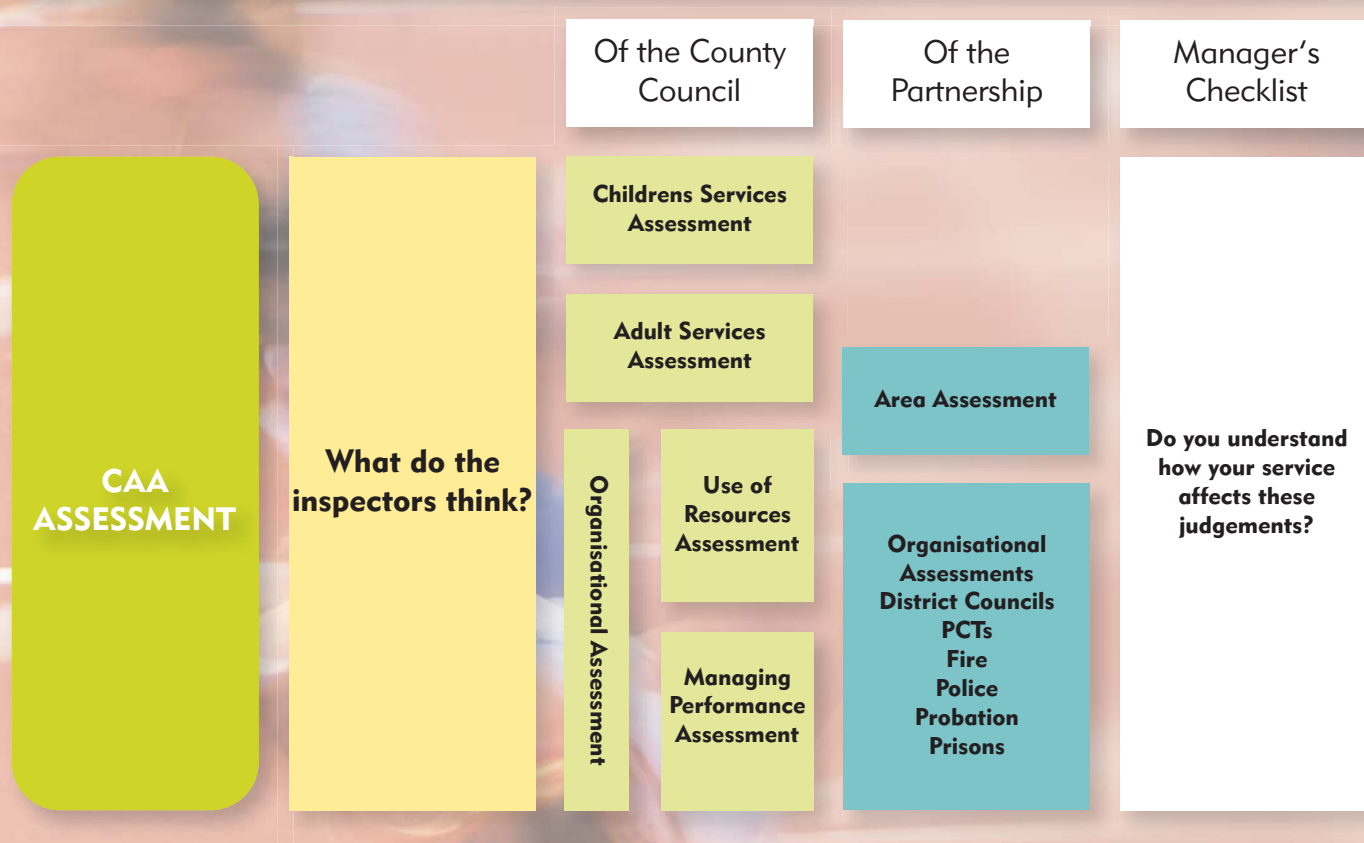 Of the County
Council
Of the
Partnership
Manager's
Checklist
CAA
ASSESSMENT
What do the
inspectors think?
Childrens Services
Assessment
Adult Services
Assessment
Organisational Assessment
Use of
Resources
Assessment
Managing
Performance
Assessment
Area Assessment
Organisational
Assessments
District Councils
PCTs
Fire
Police
Probation
Prisons
Do you understand
how your service
affects these
judgements?